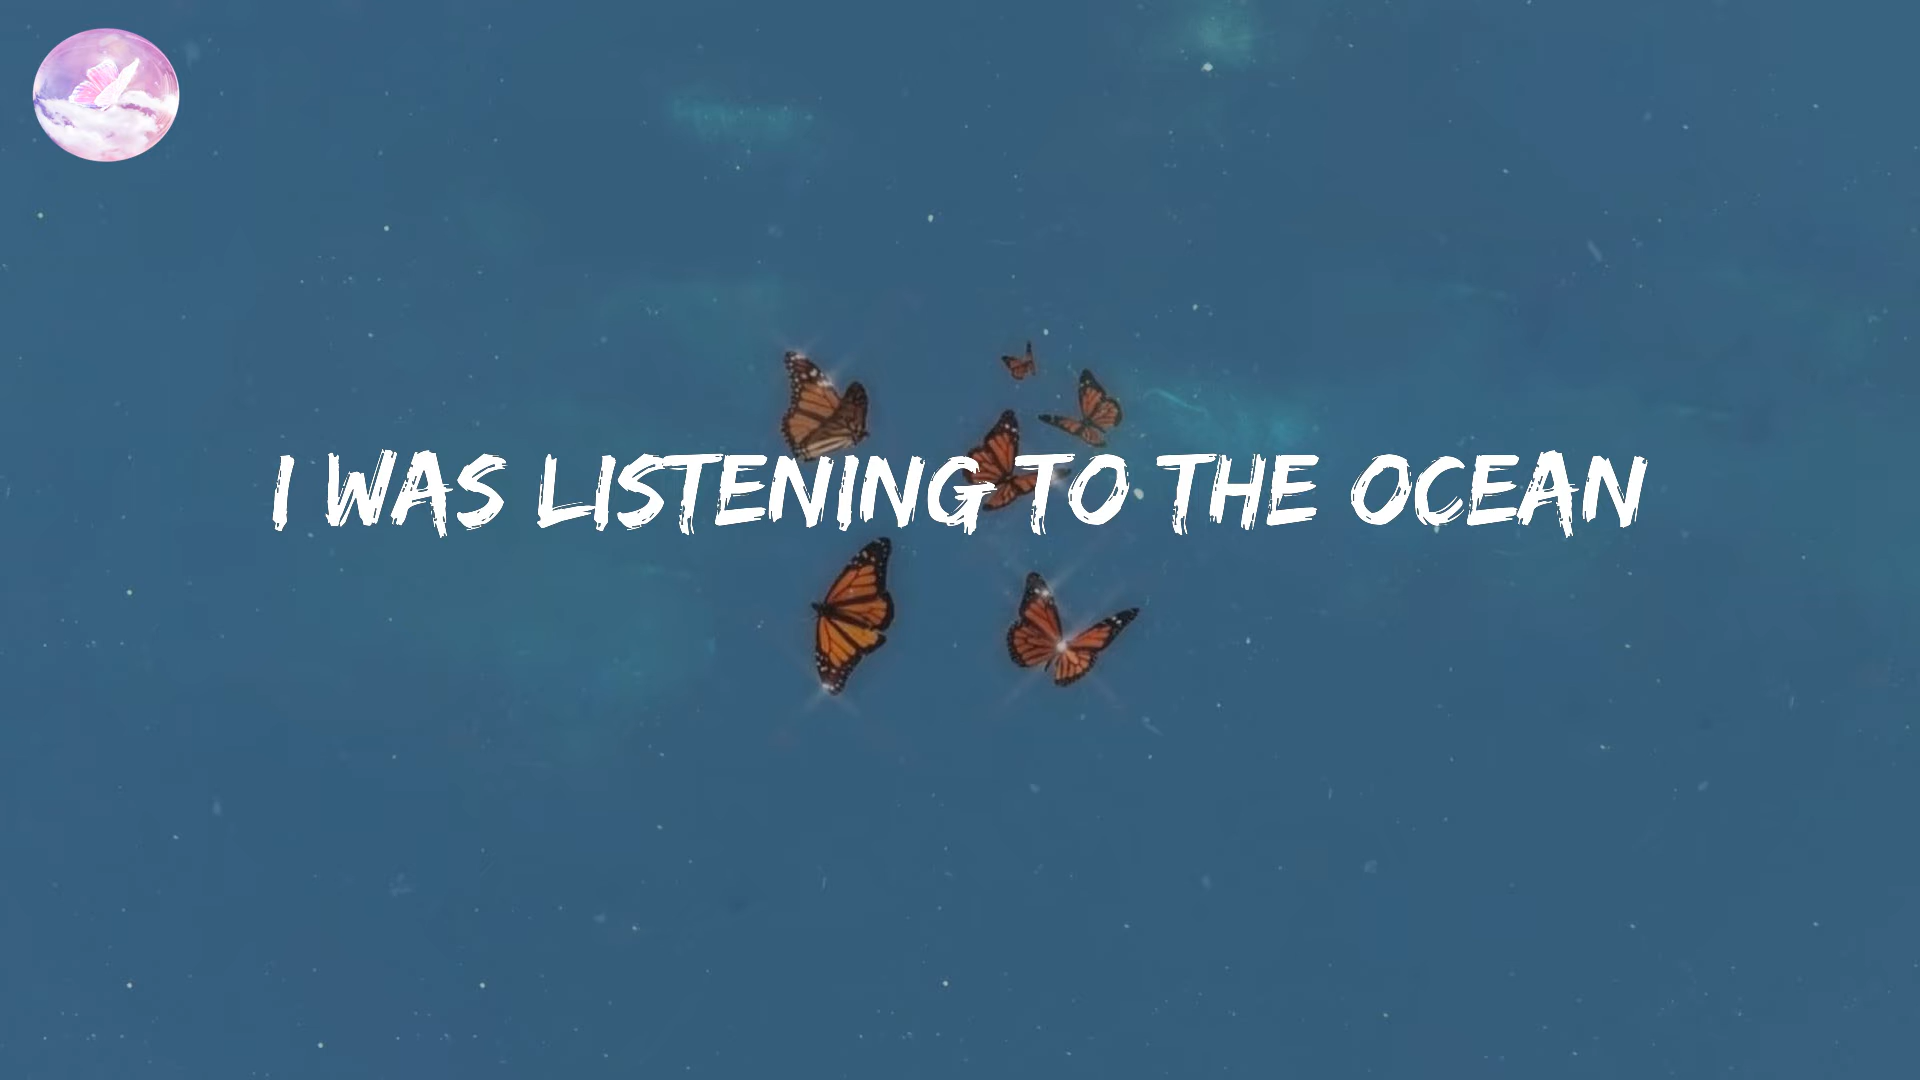 I WAS LISTENING TO THE OCEAN